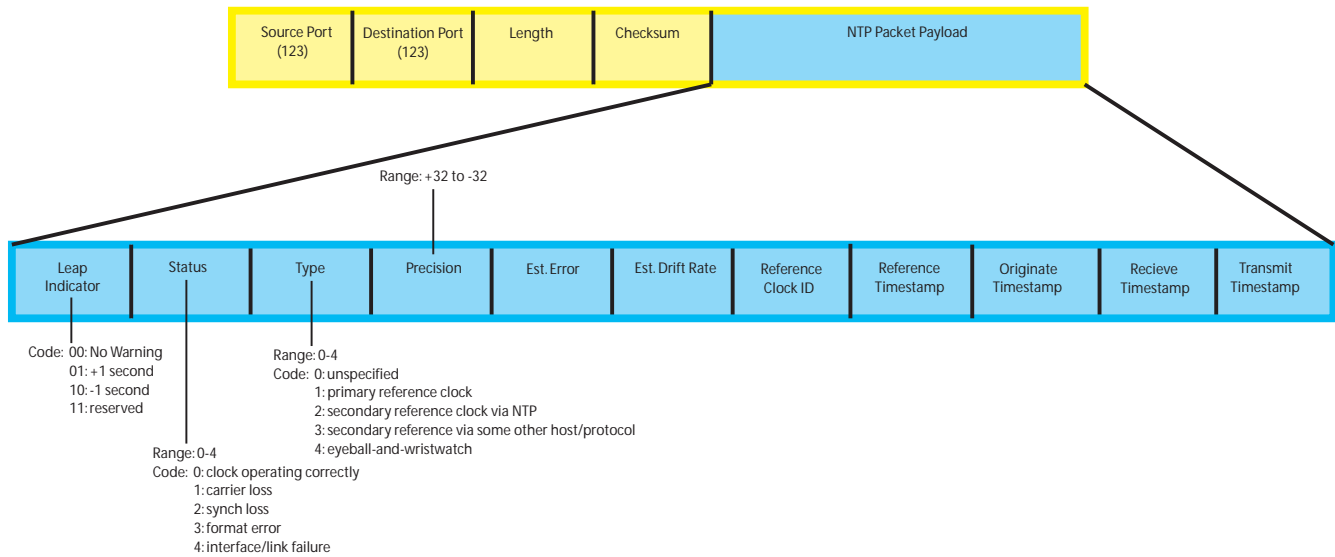 Source Port
(123)
Destination Port
(123)
Length
Checksum
NTP Packet Payload
Range: +32 to -32
Leap
Indicator
Status
Type
Precision
Est. Error
Est. Drift Rate
Reference
Clock ID
Reference
Timestamp
Originate
Timestamp
Recieve
Timestamp
Transmit
Timestamp
Code: 00: No Warning
01: +1 second
10: -1 second
11: reserved
Range: 0-4
Code: 0: clock operating correctly
1: carrier loss
2: synch loss
3: format error
4: interface/link failure
Range: 0-4
Code: 0: unspecified
1: primary reference clock
2: secondary reference clock via NTP
3: secondary reference via some other host/protocol
4: eyeball-and-wristwatch